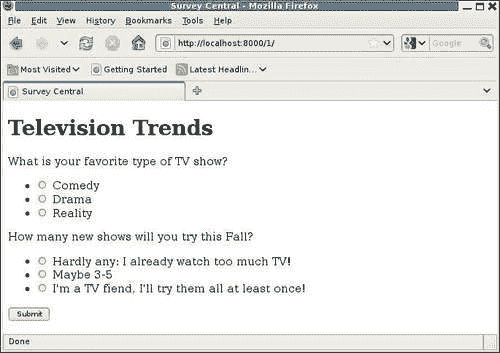 Survey Central - Mozilla Firefox
File Edit View History Bookmarks Tools Help
http://localhost:8000/1/ Google
Most Visited Getting Started Latest Headlin...
Survey Central
Television Trends
What is your favorite type of TV show?
Comedy
Drama
Reality
How many new shows will you try this Fall?
Hardly any: I already watch too much TV!
Maybe 3-5
I'm a TV fiend, I'll try them all at least once!
Submit
Done